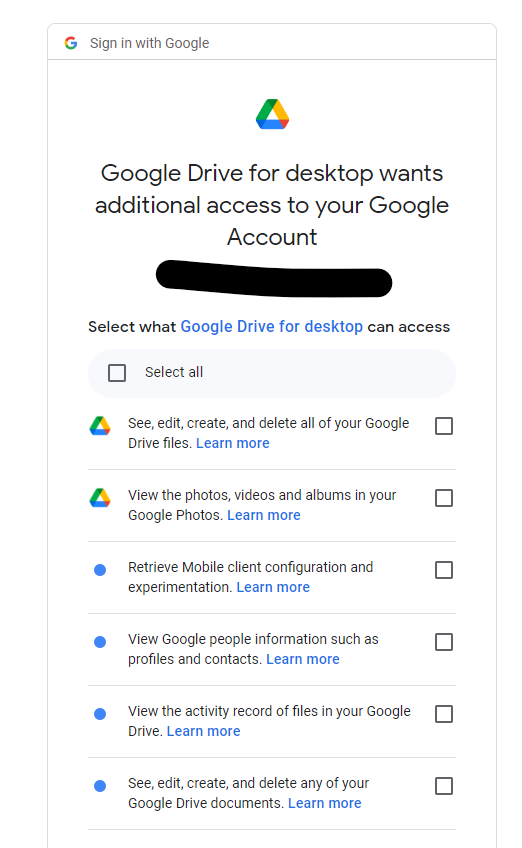 Sign in with Google
Google Drive for desktop wants
additional access to your Google
Account
Select what Google Drive for desktop can access
Select all
See, edit, create, and delete all of your Google
Drive files. Learn more
View the photos, videos and albums in your
Google Photos. Learn more
Retrieve Mobile client configuration and
experimentation. Learn more
View Google people information such as
profiles and contacts. Learn more
View the activity record of files in your Google
Drive. Learn more
See, edit, create, and delete any of your
Google Drive documents. Learn more